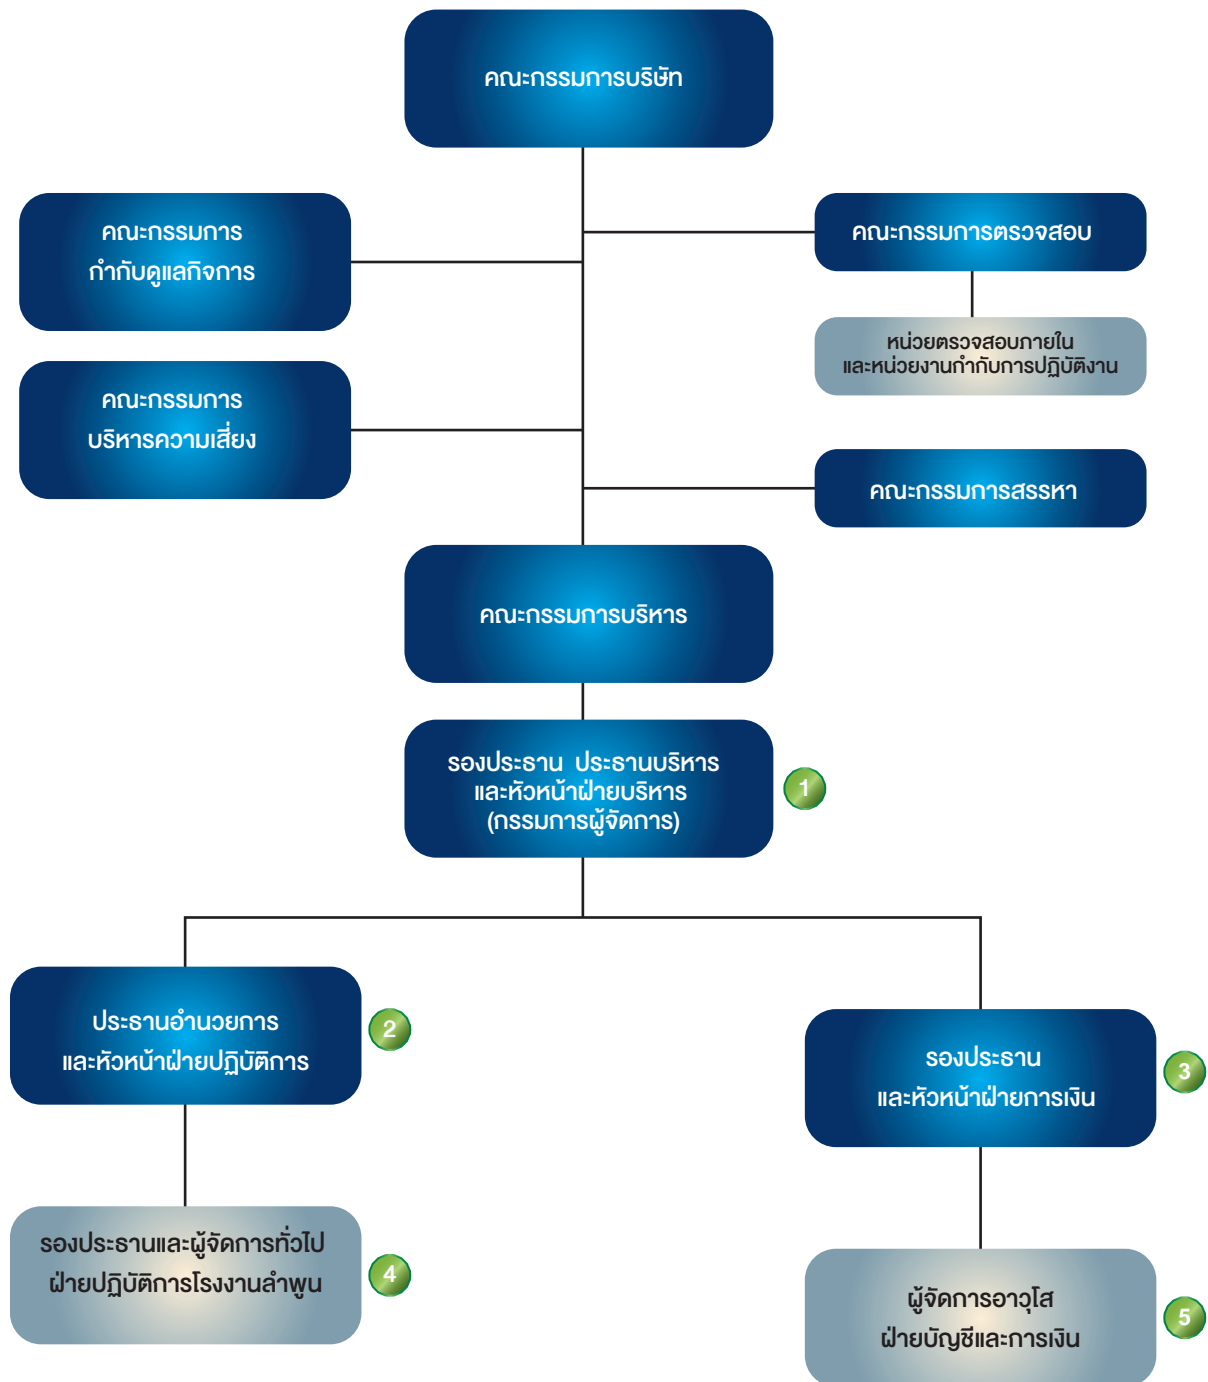 คณะกรรมการบริษัท
คณะกรรมการ
กำกับดูแลกิจการ
คณะกรรมการตรวจสอบ
หน่วยตรวจสอบภายใน
และหน่วยงานกำกับการปฏิบัติงาน
คณะกรรมการ
บริหารความเสี่ยง
คณะกรรมการสรรหา
คณะกรรมการบริหาร
รองประธาน ประธานบริหาร
และหัวหน้าฝ่ายบริหาร
(กรรมการผู้จัดการ)
1
ประธานอำนวยการ
และหัวหน้าฝ่ายปฏิบัติการ
2
รองประธาน
และหัวหน้าฝ่ายการเงิน
3
รองประธานและผู้จัดการทั่วไป
ฝ่ายปฏิบัติการโรงงานลำพูน
4
ผู้จัดการอาวุโส
ฝ่ายบัญชีและการเงิน
5